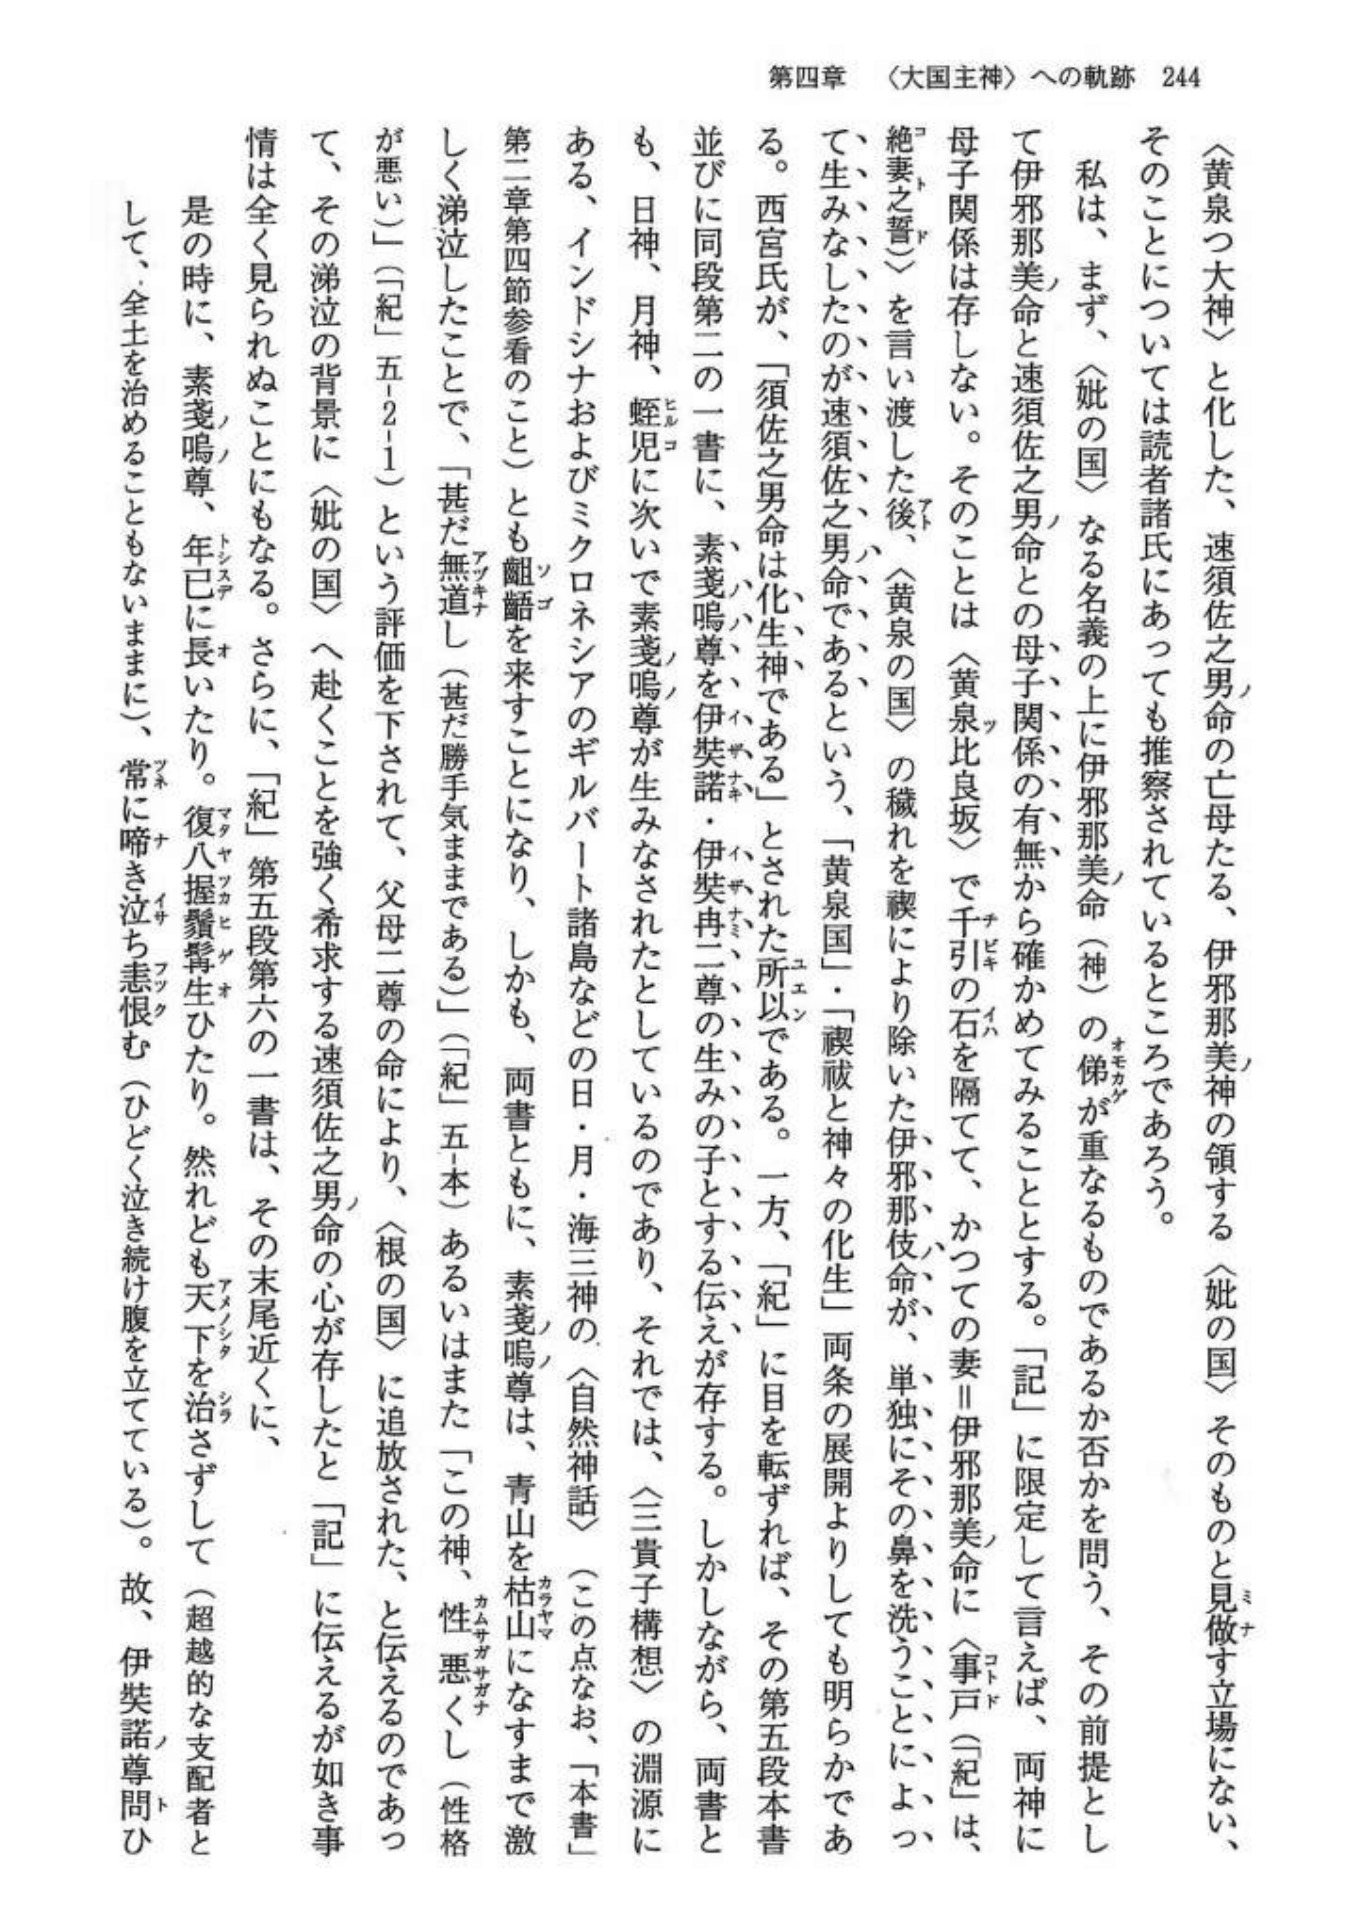 第四章 〈大国主神〉への軌跡 244
〈黄泉つ大神〉と化した、速須佐之男ノ命の亡母たる、伊邪那美ノ神の領する〈妣の国〉そのものと見做す立場にない、
そのことについては読者諸氏にあっても推察されているところであろう。
私は、まず、〈妣の国〉なる名義の上に伊邪那美ノ命（神）の俤が重なるものであるか否かを問う、その前提とし
て伊邪那美ノ命と速須佐之男ノ命との母子関係の有無から確かめてみることとする。「記」に限定して言えば、両神に
母子関係は存しない。そのことは〈黄泉ツ比良坂〉で千引の石を隔てて、かつての妻＝伊邪那美ノ命に〈事戸（「紀」は、
絶妻之誓）〉を言い渡した後、〈黄泉の国〉の穢れを禊により除いた伊邪那伎ノ命が、単独にその鼻を洗うことによっ
て生みなしたのが速須佐之男ノ命であるという、「黄泉国」・「禊祓と神々の化生」両条の展開よりしても明らかであ
る。西宮氏が、「須佐之男命は化生神である」とされた所以である。一方、「紀」に目を転ずれば、その第五段本書
並びに同段第二の一書に、素戔ノ嗚ノ尊を伊奘諾・伊奘冉二尊の生みの子とする伝えが存する。しかしながら、両書と
も、日神、月神、蛭児に次いで素戔ノ嗚ノ尊が生みなされたとしているのであり、それでは、〈三貴子構想〉の淵源に
ある、インドシナおよびミクロネシアのギルバート諸島などの日・月・海三神の〈自然神話〉（この点なお、「本書」
第二章第四節参看のこと）とも齟齬を来すことになり、しかも、両書ともに、素戔ノ嗚ノ尊は、青山を枯山になすまで激
しく涕泣したことで、「甚だ無道し（甚だ勝手気ままである）」（「紀」五-本）あるいはまた「この神、性悪くし（性格
が悪い）」（「紀」五-2-1）という評価を下されて、父母二尊の命により、〈根の国〉に追放された、と伝えるのであっ
て、その涕泣の背景に〈妣の国〉へ赴くことを強く希求する速須佐之男ノ命の心が存したと「記」に伝えるが如き事
情は全く見られぬことにもなる。さらに、「紀」第五段第六の一書は、その末尾近くに、
是の時に、素戔ノ嗚ノ尊、年已に長いたり。復八握鬚髯生ひたり。然れども天下を治さずして（超越的な支配者と
して、全土を治めることもないままに）、常に啼き泣ち恚恨む（ひどく泣き続け腹を立てている）。故、伊奘諾ノ尊問ひ